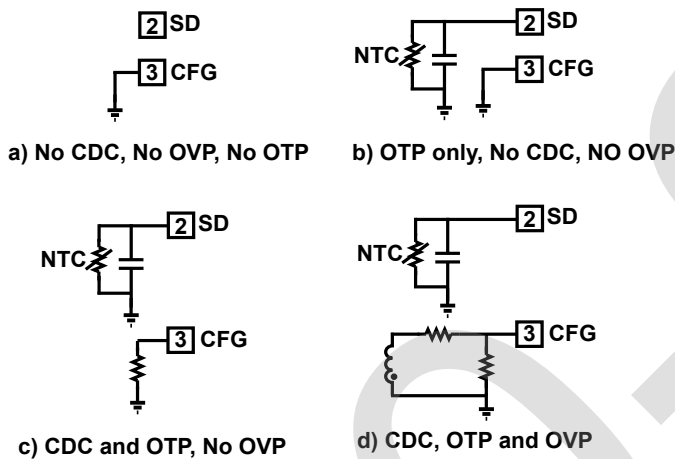 2 SD
3 CFG
a) No CDC, No OVP, No OTP
NTC
2 SD
3 CFG
b) OTP only, No CDC, NO OVP
NTC
2 SD
3 CFG
c) CDC and OTP, No OVP
NTC
2 SD
3 CFG
d) CDC, OTP and OVP